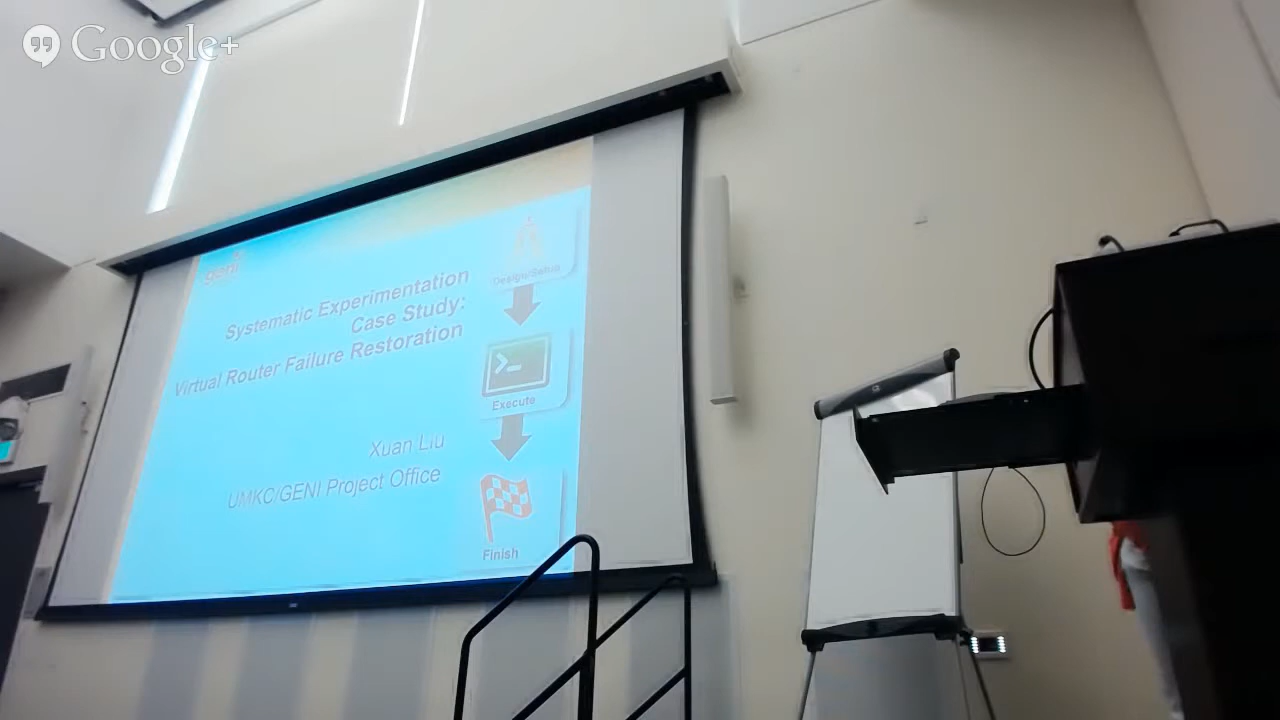 Google+
geni
Systematic Experimentation
Case Study:
Virtual Router Failure Restoration
Xuan Liu
UMKC/GENI Project Office
Design/Setup
Execute
Finish